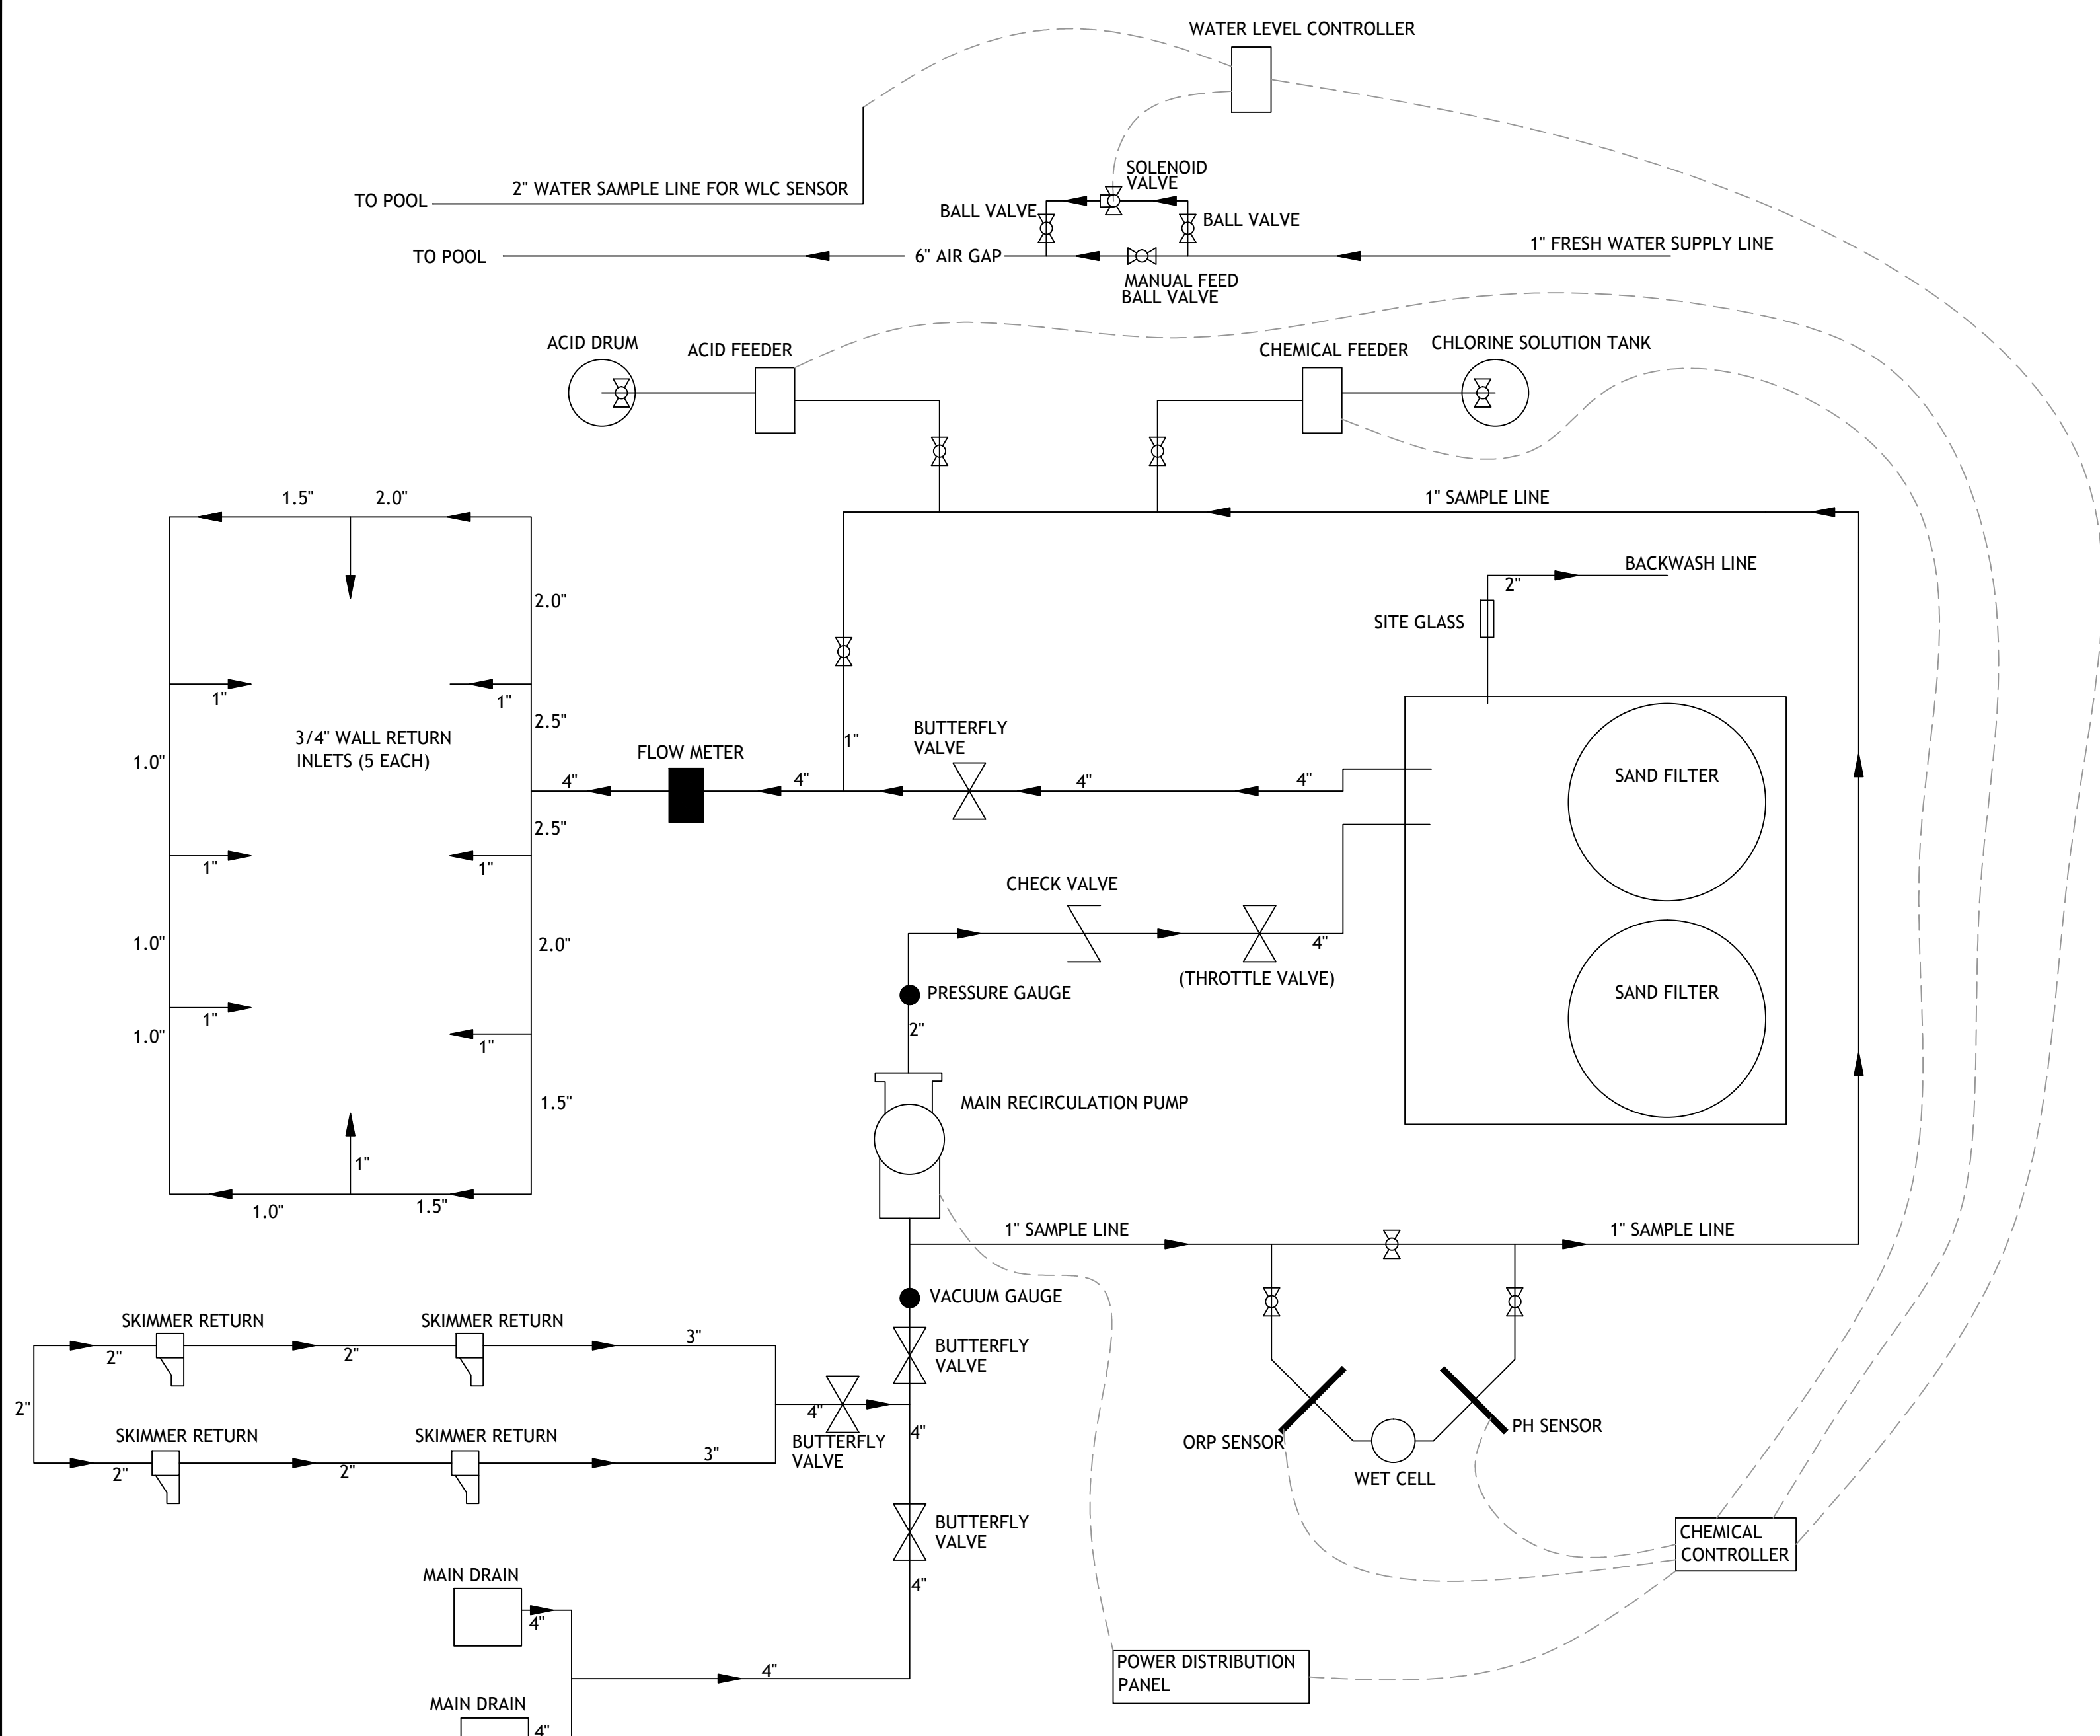 WATER LEVEL CONTROLLER
SOLENOID
VALVE
2" WATER SAMPLE LINE FOR WLC SENSOR
TO POOL
BALL VALVE
BALL VALVE
1" FRESH WATER SUPPLY LINE
TO POOL
6" AIR GAP
MANUAL FEED
BALL VALVE
ACID DRUM
ACID FEEDER
CHEMICAL FEEDER
CHLORINE SOLUTION TANK
1.5"
2.0"
1" SAMPLE LINE
BACKWASH LINE
2"
2.0"
SITE GLASS
1"
1"
2.5"
3/4" WALL RETURN
INLETS (5 EACH)
1.0"
FLOW METER
1"
BUTTERFLY
VALVE
4"
4"
4"
4"
SAND FILTER
2.5"
1"
1"
CHECK VALVE
1.0"
2.0"
4"
(THROTTLE VALVE)
PRESSURE GAUGE
SAND FILTER
1"
1.0"
1"
2"
1.5"
MAIN RECIRCULATION PUMP
1"
1.0"
1.5"
1" SAMPLE LINE
1" SAMPLE LINE
VACUUM GAUGE
SKIMMER RETURN
SKIMMER RETURN
3"
2"
2"
BUTTERFLY
VALVE
2"
4"
4"
SKIMMER RETURN
SKIMMER RETURN
BUTTERFLY
VALVE
3"
2"
2"
ORP SENSOR
PH SENSOR
WET CELL
BUTTERFLY
VALVE
CHEMICAL
CONTROLLER
MAIN DRAIN
4"
4"
4"
POWER DISTRIBUTION
PANEL
MAIN DRAIN
4"